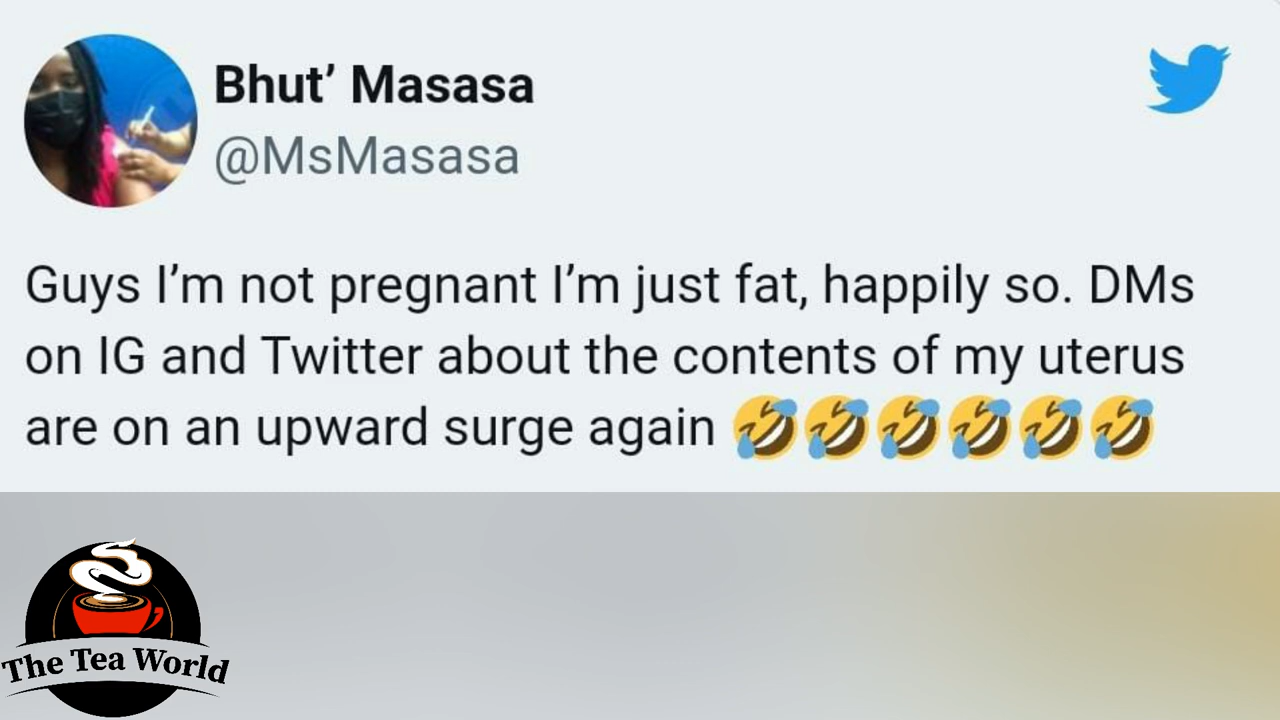 Bhut’ Masasa
@MsMasasa
Guys I’m not pregnant I’m just fat, happily so. DMs
on IG and Twitter about the contents of my uterus
are on an upward surge again 🤣🤣🤣🤣🤣🤣
The Tea World